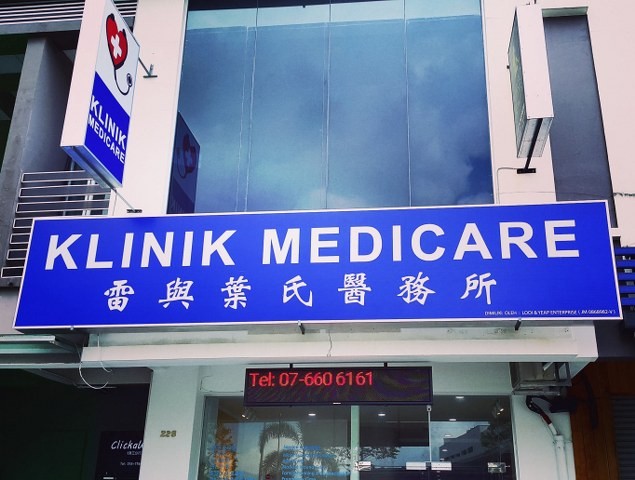 KLINIK
MEDICARE
KLINIK MEDICARE
雷與葉氏醫務所
Tel: 07-660 6161